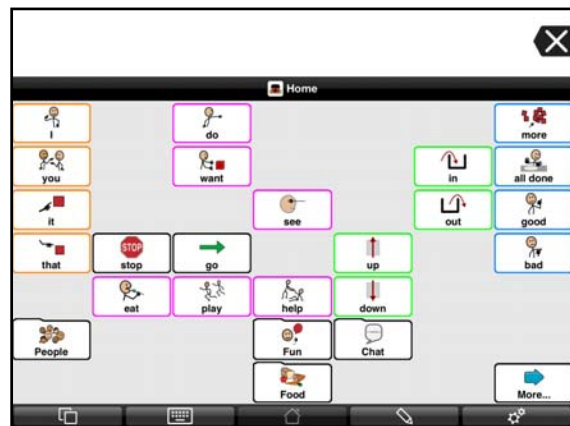 Home
I do more
you want in all done
it see out good
that STOP stop go up bad
eat play help down
People Fun Chat
Food More...